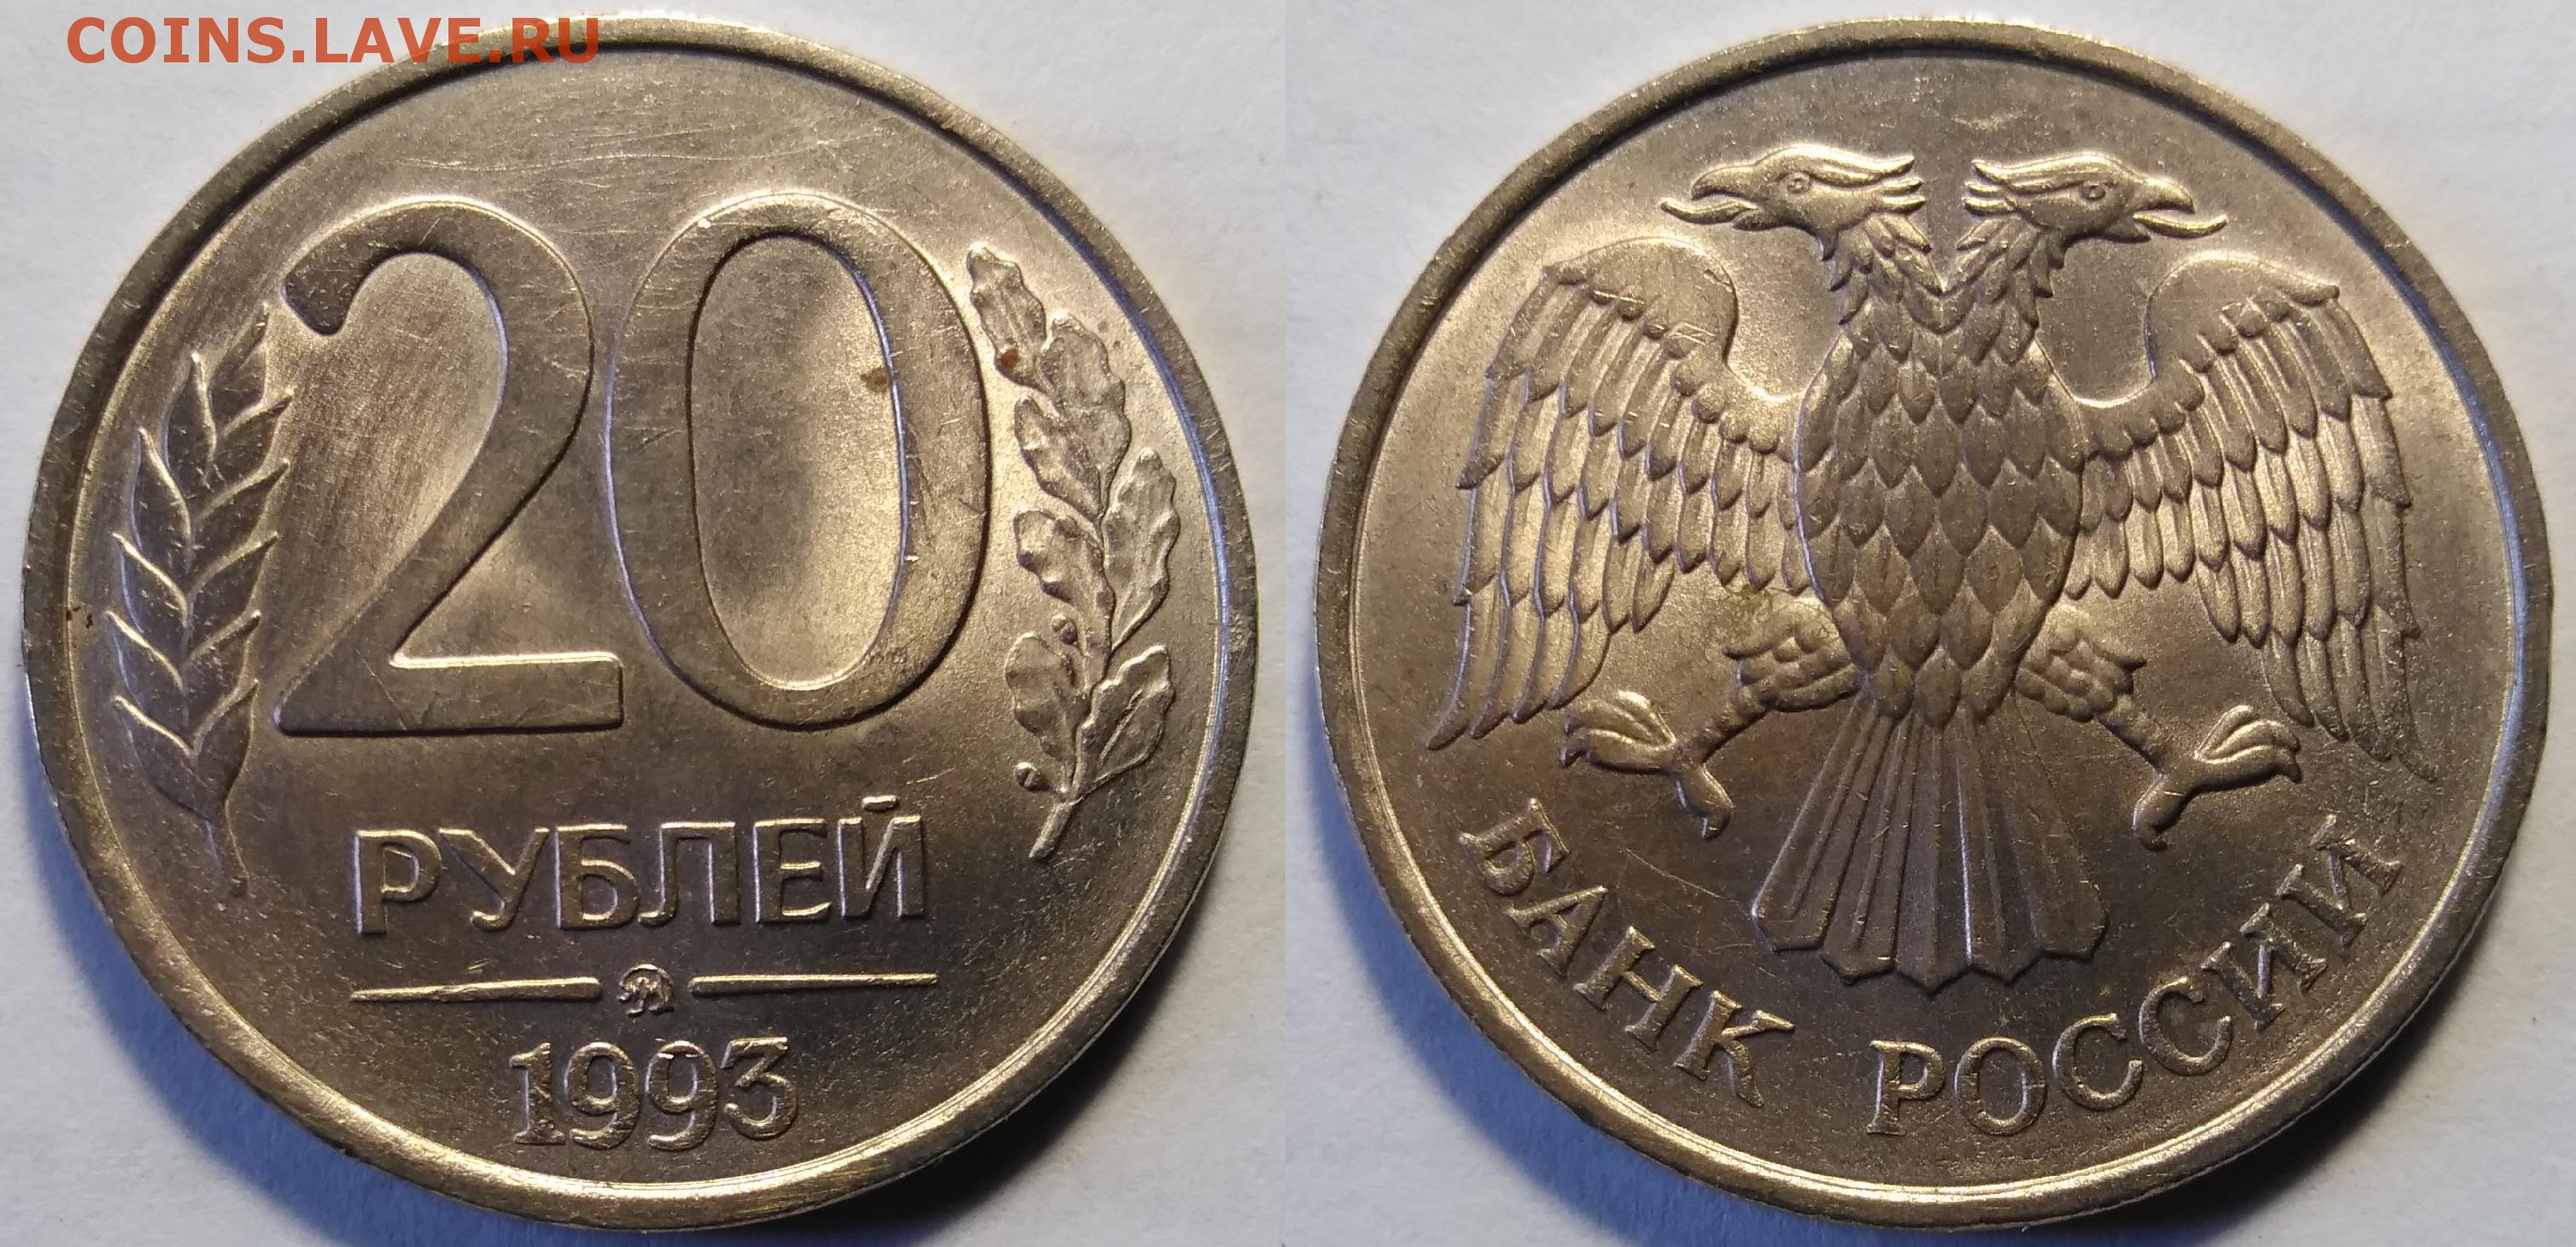 COINS.LAVE.RU
20
РУБЛЕЙ
1993
БАНК РОССИИ